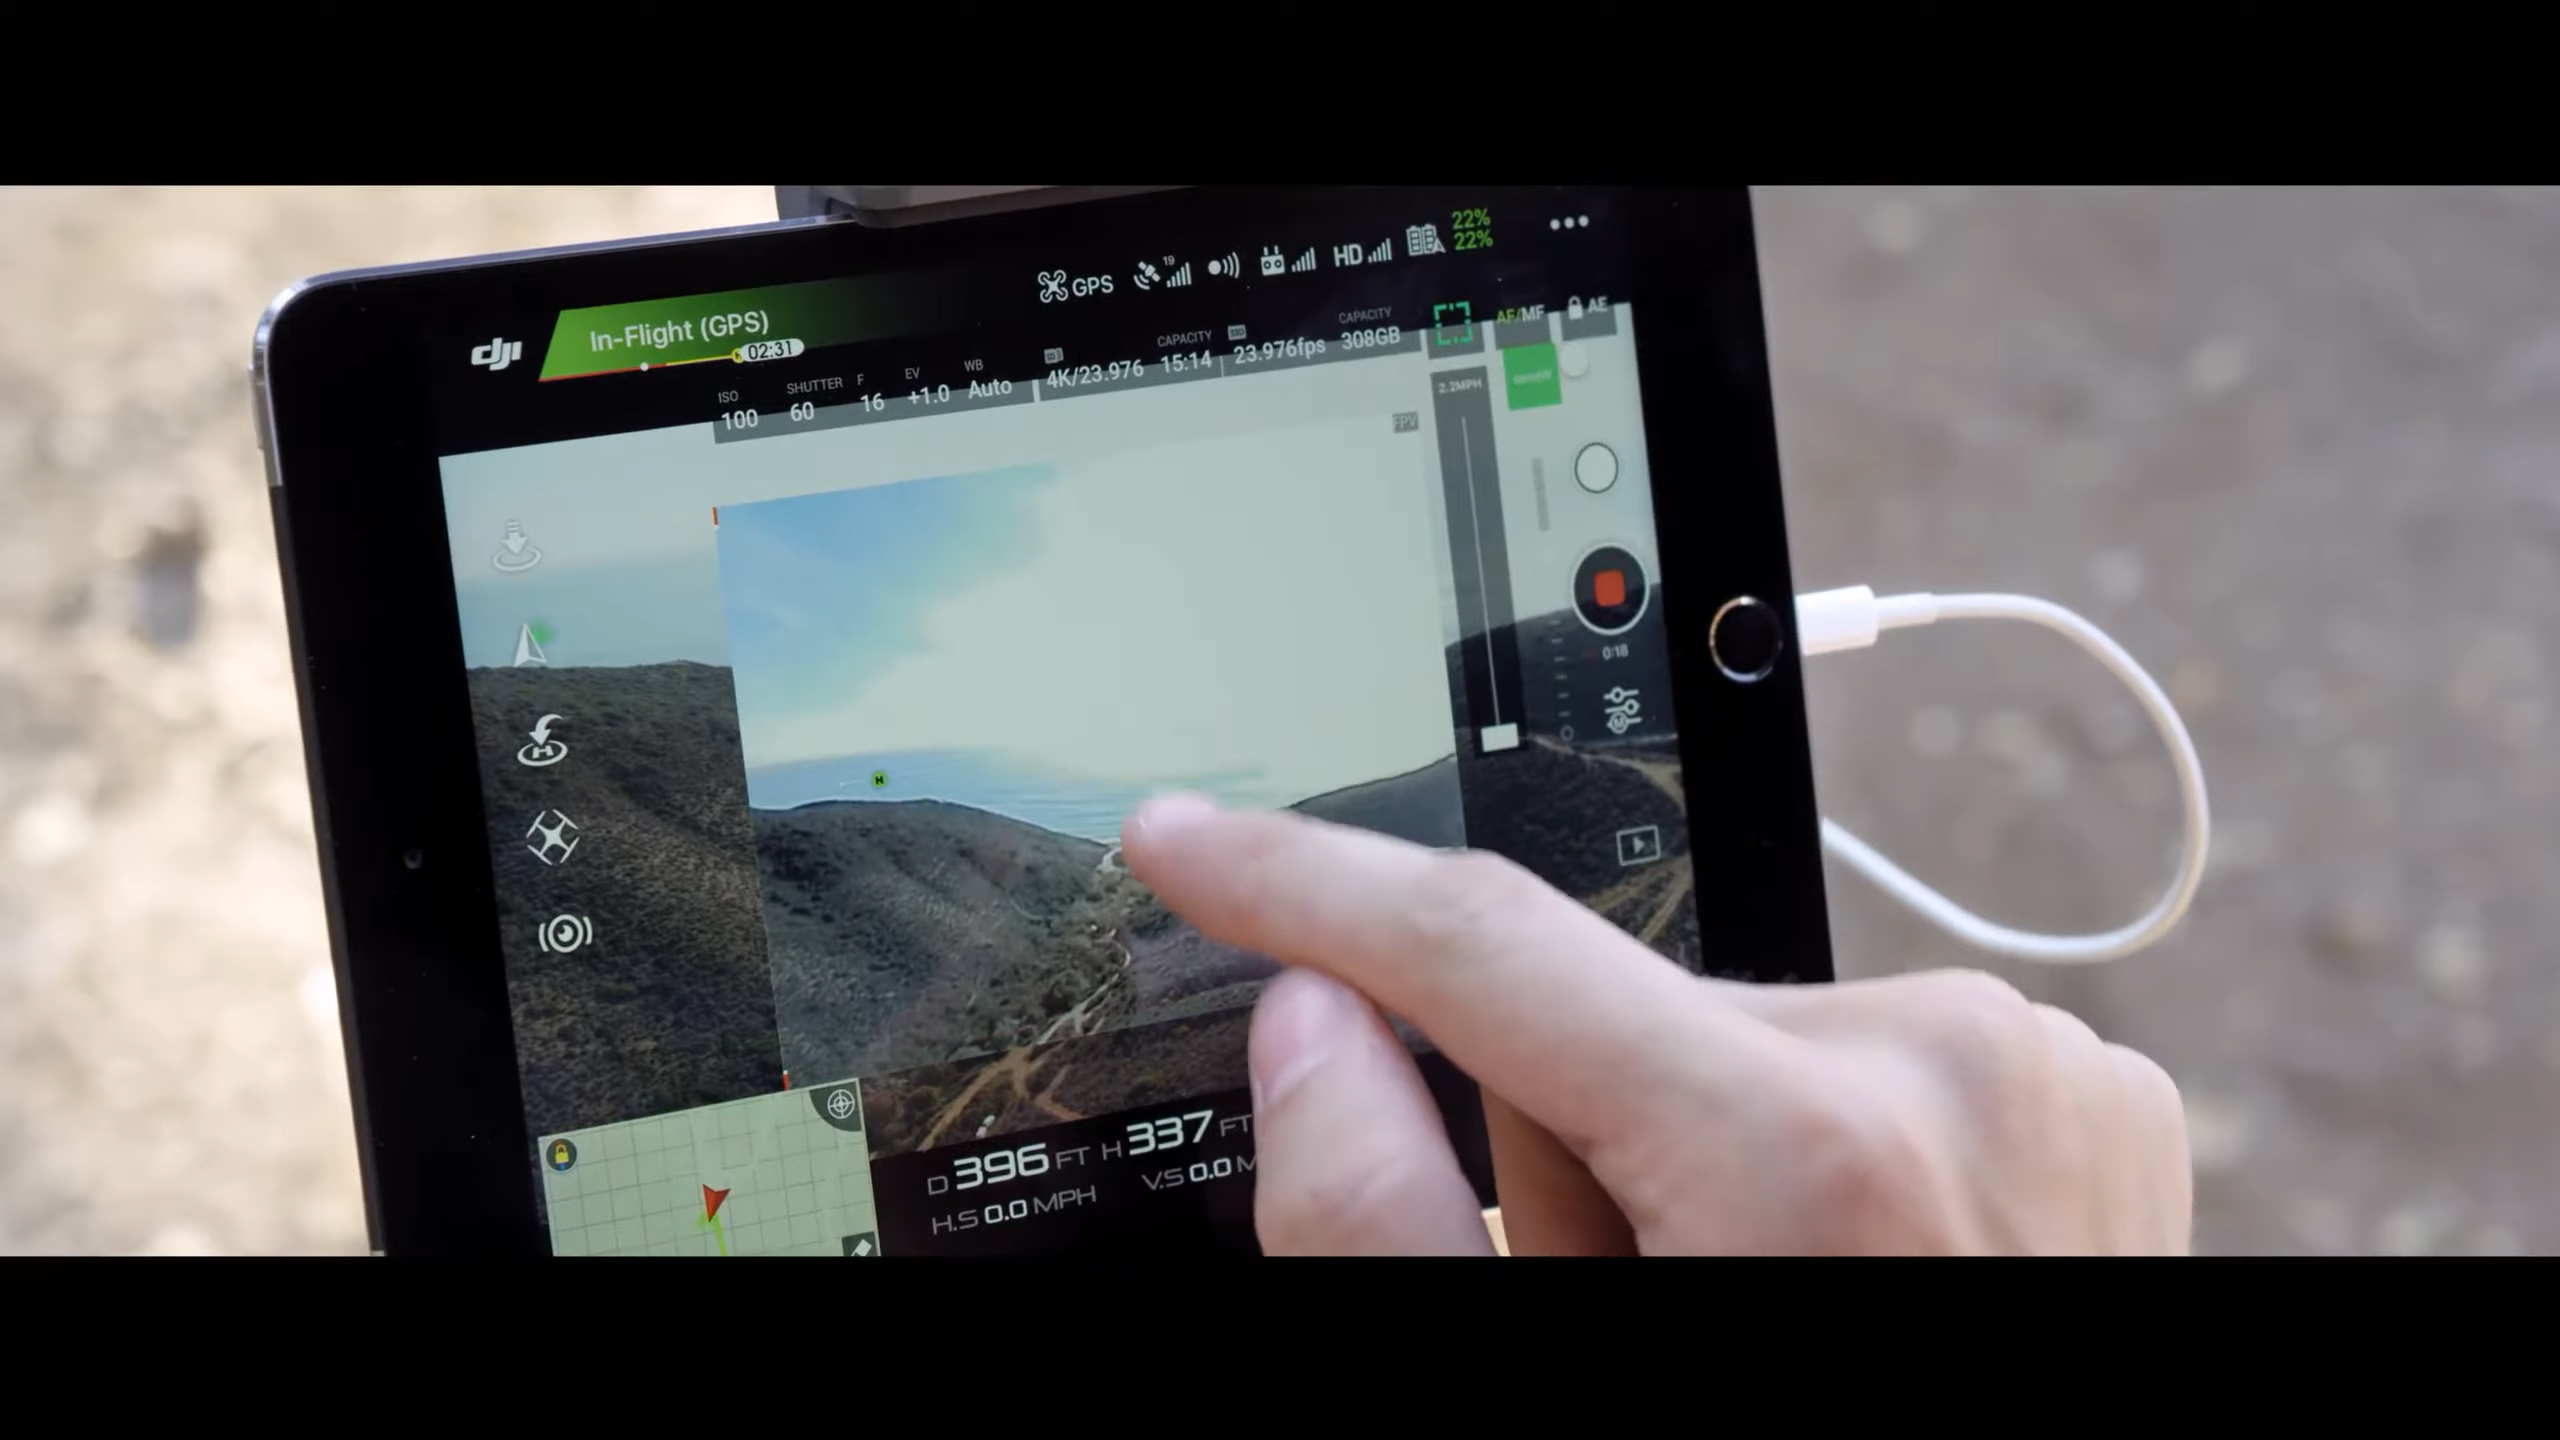 dji
In-Flight (GPS)
02:31
GPS
19
HD
22%
22%
ISO
100
SHUTTER
60
F
16
EV
+1.0
WB
Auto
4K/23.976
CAPACITY
15:14
SSD
23.976fps
CAPACITY
308GB
AF/MF
AE
2.2MPH
FPV
0:18
M
H
H
D 396 FT H 337 FT
H.S 0.0 MPH V.S 0.0 M